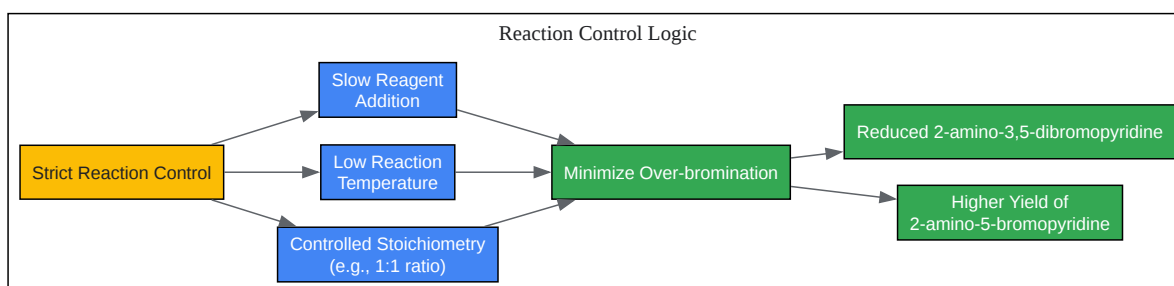 Reaction Control Logic
Slow Reagent
Addition
Strict Reaction Control
Low Reaction
Temperature
Controlled Stoichiometry
(e.g., 1:1 ratio)
Minimize Over-bromination
Reduced 2-amino-3,5-dibromopyridine
Higher Yield of
2-amino-5-bromopyridine